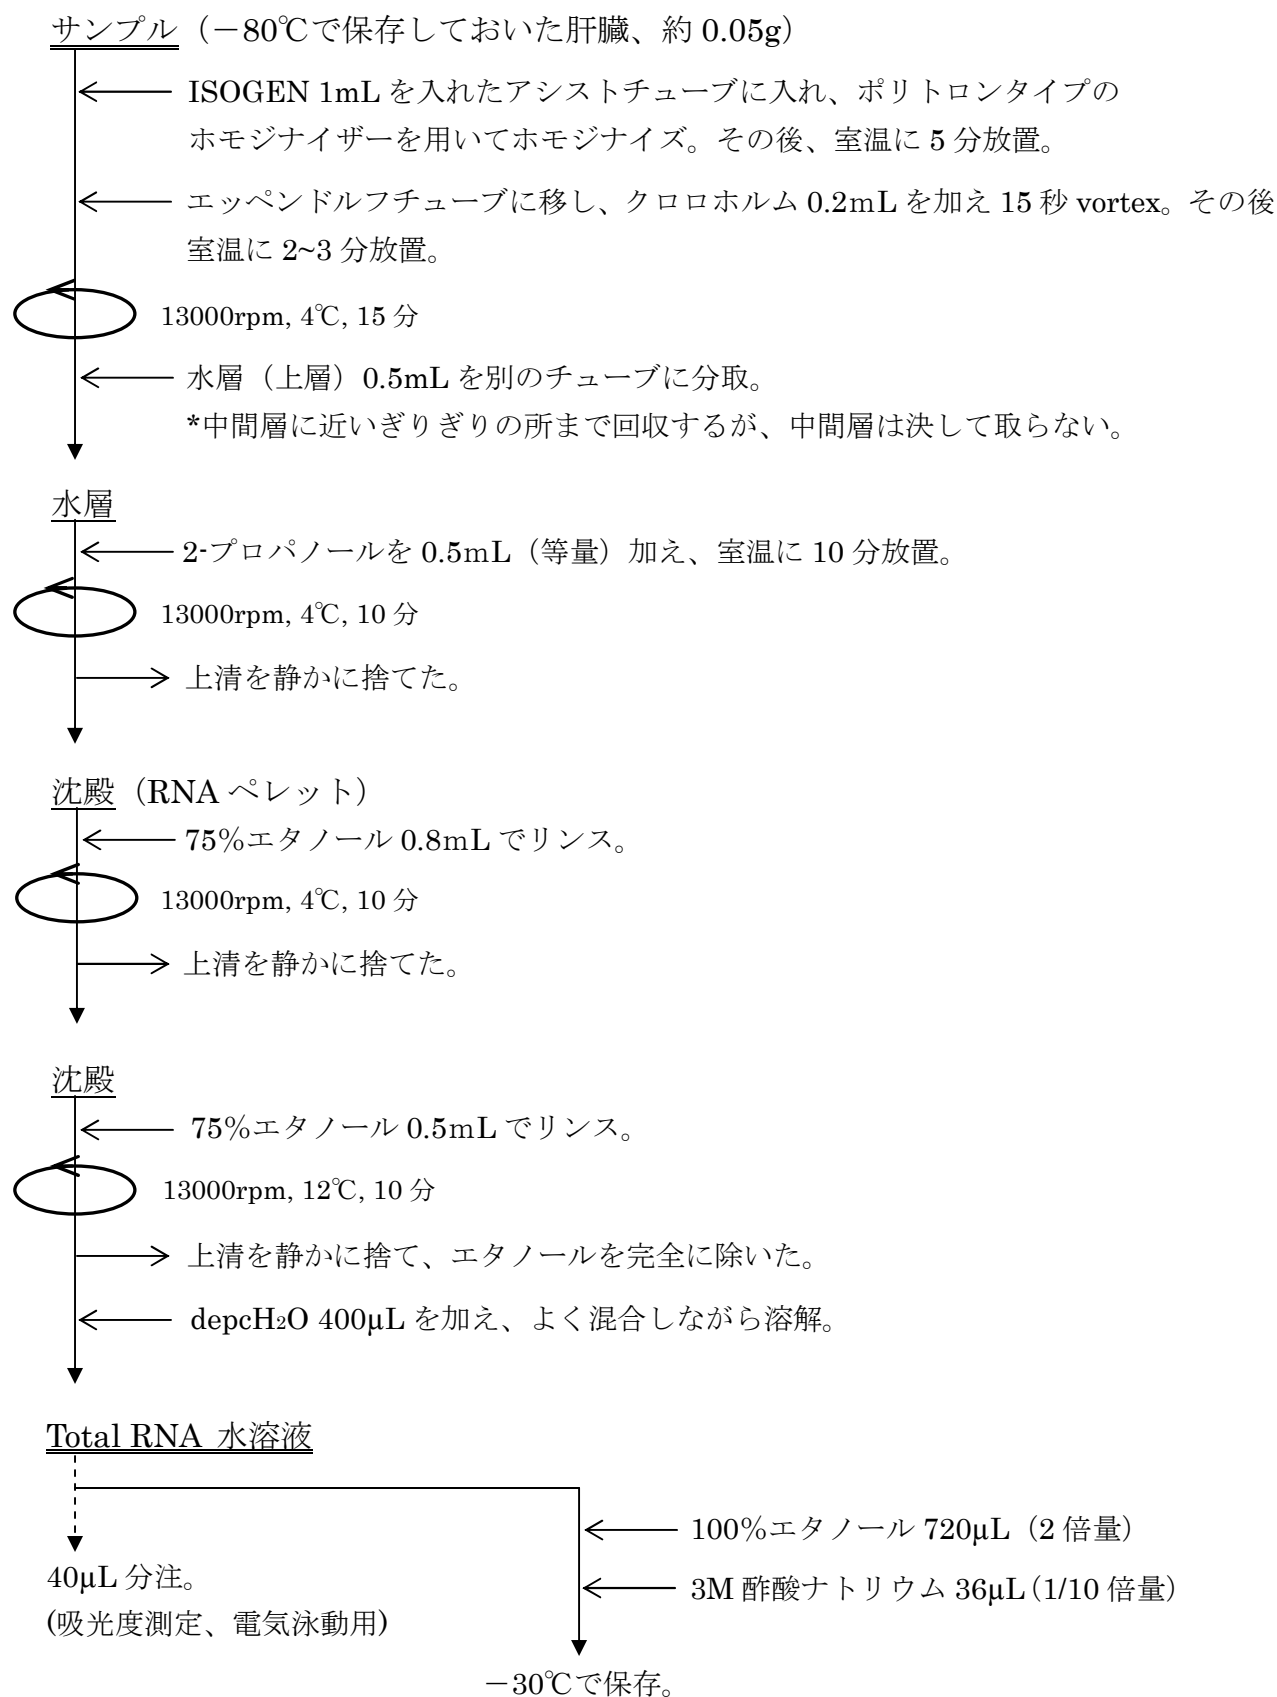 サンプル（－80℃で保存しておいた肝臓、約 0.05g）
ISOGEN 1mL を入れたアシストチューブに入れ、ポリトロンタイプの
ホモジナイザーを用いてホモジナイズ。その後、室温に 5 分放置。
エッペンドルフチューブに移し、クロロホルム 0.2mL を加え 15 秒 vortex。その後
室温に 2~3 分放置。
13000rpm, 4℃, 15 分
水層（上層）0.5mL を別のチューブに分取。
*中間層に近いぎりぎりの所まで回収するが、中間層は決して取らない。
水層
2-プロパノールを 0.5mL（等量）加え、室温に 10 分放置。
13000rpm, 4℃, 10 分
上清を静かに捨てた。
沈殿（RNA ペレット）
75%エタノール 0.8mL でリンス。
13000rpm, 4℃, 10 分
上清を静かに捨てた。
沈殿
75%エタノール 0.5mL でリンス。
13000rpm, 12℃, 10 分
上清を静かに捨て、エタノールを完全に除いた。
depcH₂O 400μL を加え、よく混合しながら溶解。
Total RNA 水溶液
100%エタノール 720μL（2 倍量）
40μL 分注。
3M 酢酸ナトリウム 36μL（1/10 倍量）
(吸光度測定、電気泳動用)
－30℃で保存。